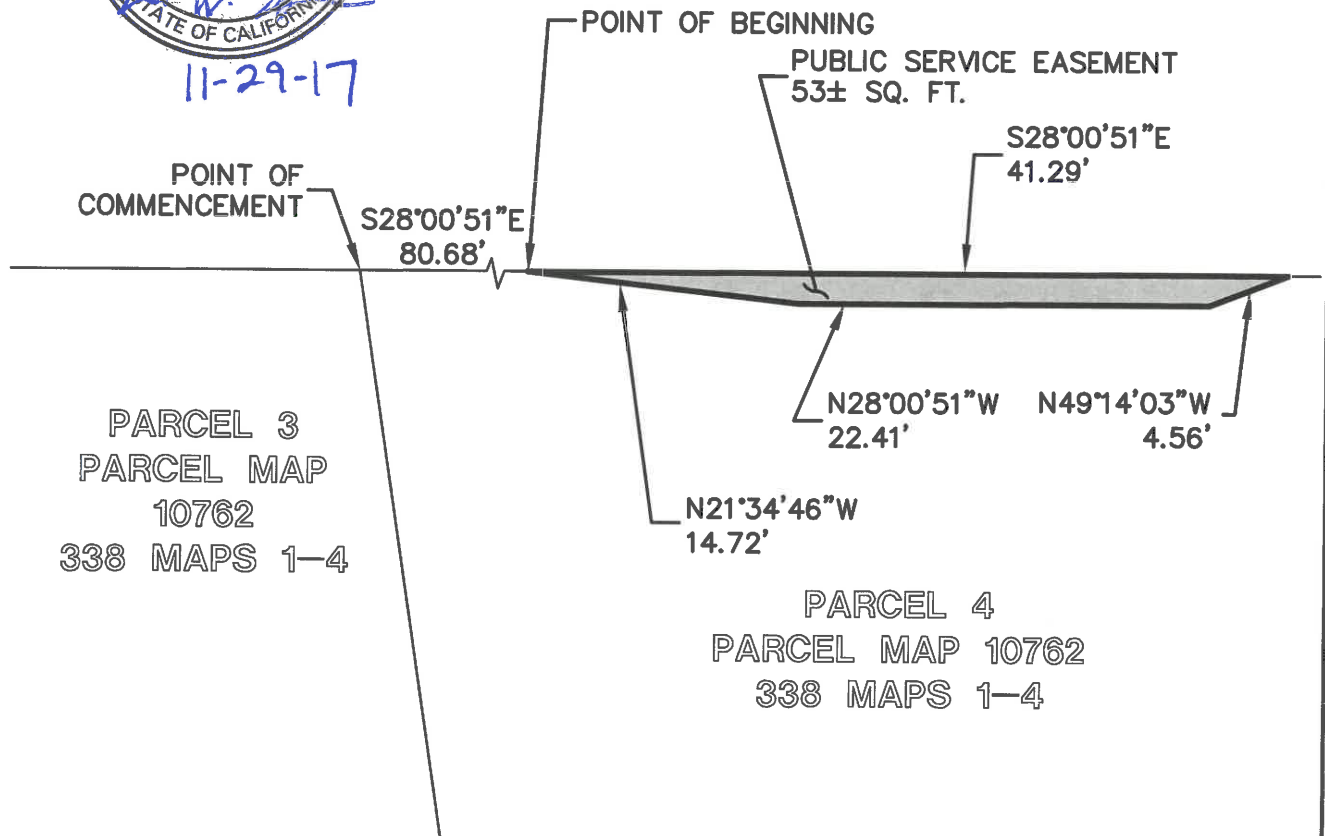 W.
STATE OF CALIFORNIA
11-29-17
POINT OF BEGINNING
PUBLIC SERVICE EASEMENT
53± SQ. FT.
S28°00'51"E
41.29'
POINT OF
COMMENCEMENT
S28°00'51"E
80.68'
N28°00'51"W
22.41'
N49°14'03"W
4.56'
N21°34'46"W
14.72'
PARCEL 3
PARCEL MAP
10762
338 MAPS 1-4
PARCEL 4
PARCEL MAP 10762
338 MAPS 1-4